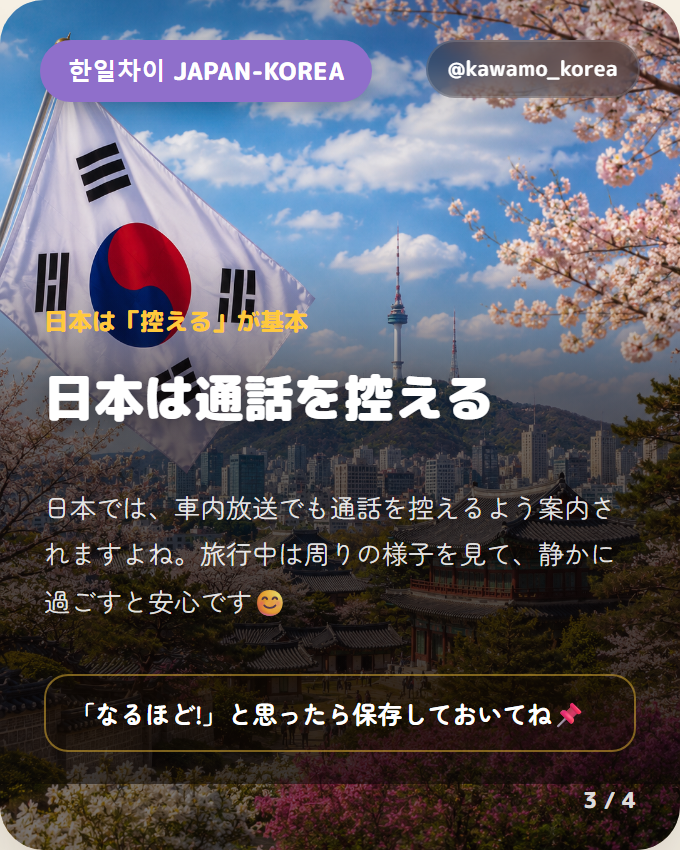 한일차이 JAPAN-KOREA
@kawamo_korea
日本は「控える」が基本
日本は通話を控える
日本では、車内放送でも通話を控えるよう案内さ
れますよね。旅行中は周りの様子を見て、静かに
過ごすと安心です😊
「なるほど!」と思ったら保存しておいてね📌
3 / 4